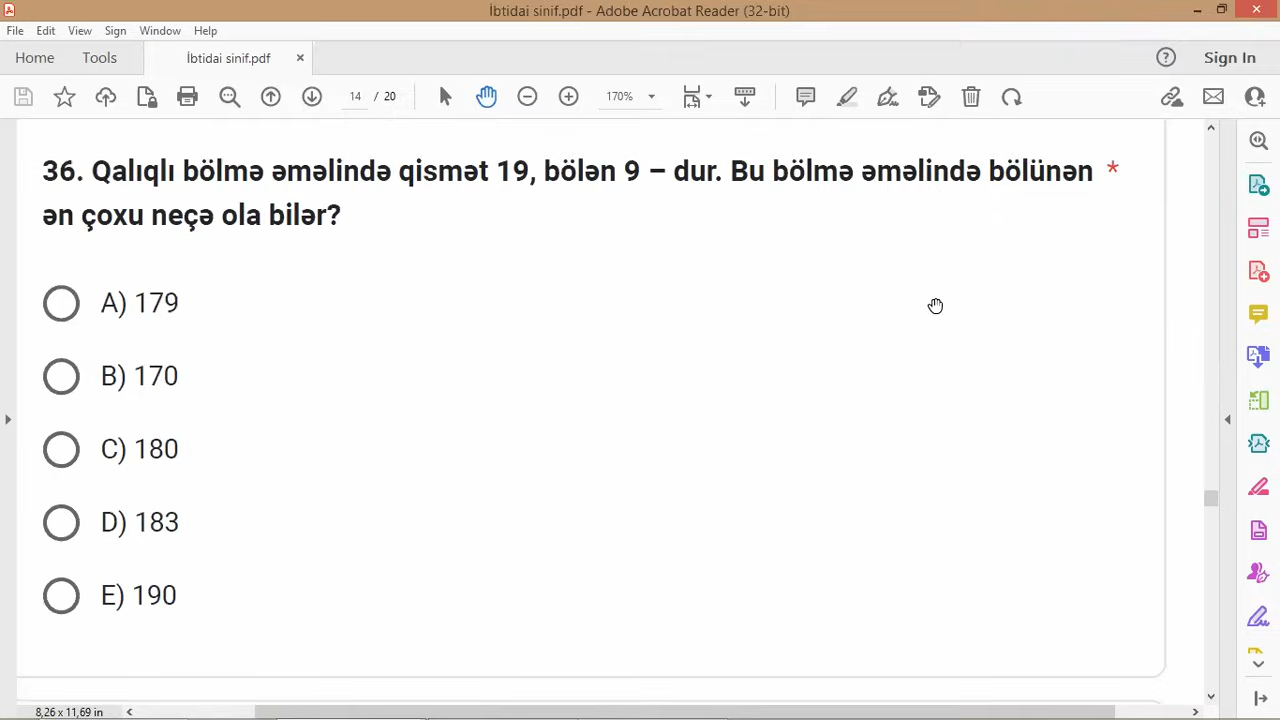 İbtidai sinif.pdf - Adobe Acrobat Reader (32-bit)
File Edit View Sign Window Help
Home Tools İbtidai sinif.pdf × Sign In
14 / 20 170%
36. Qalıqlı bölmə əməlində qismət 19, bölən 9 – dur. Bu bölmə əməlində bölünən *
ən çoxu neçə ola bilər?
A) 179
B) 170
C) 180
D) 183
E) 190
8,26 x 11,69 in